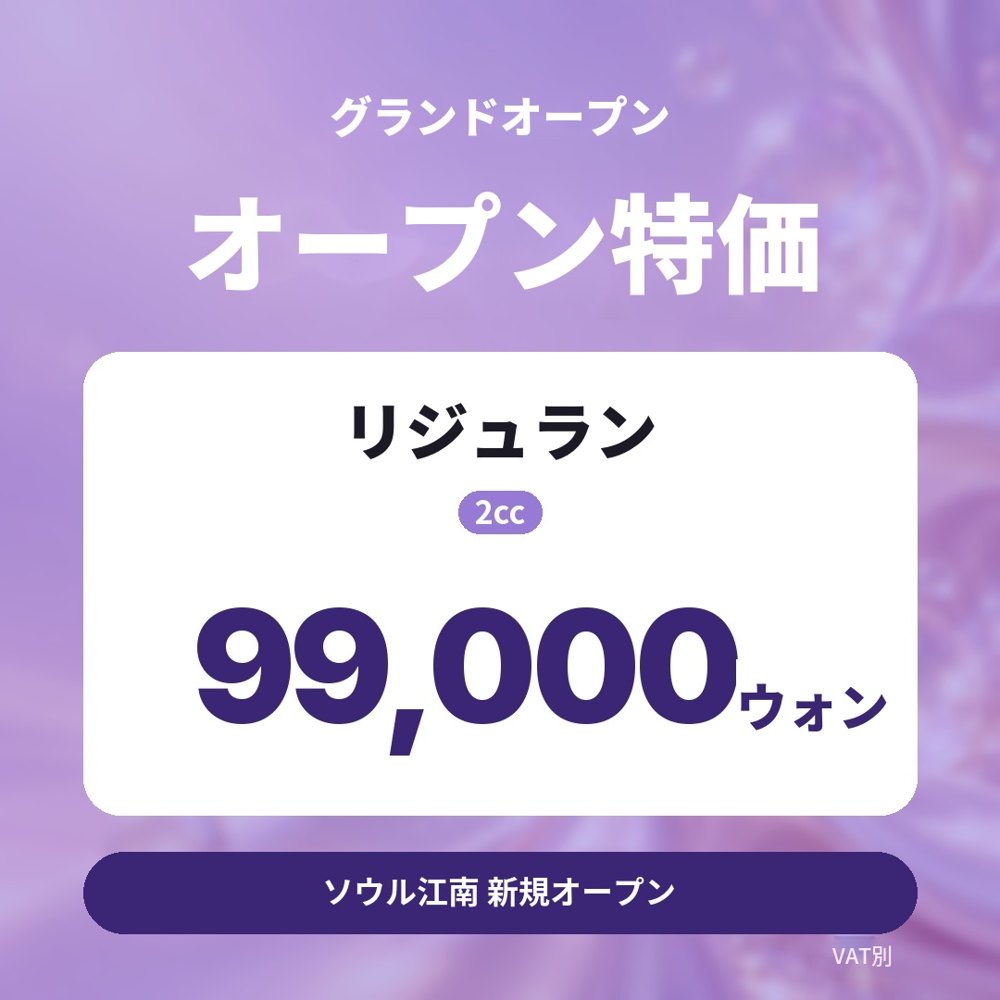 グランドオープン
オープン特価
リジュラン
2cc
99,000ウォン
ソウル江南 新規オープン
VAT別